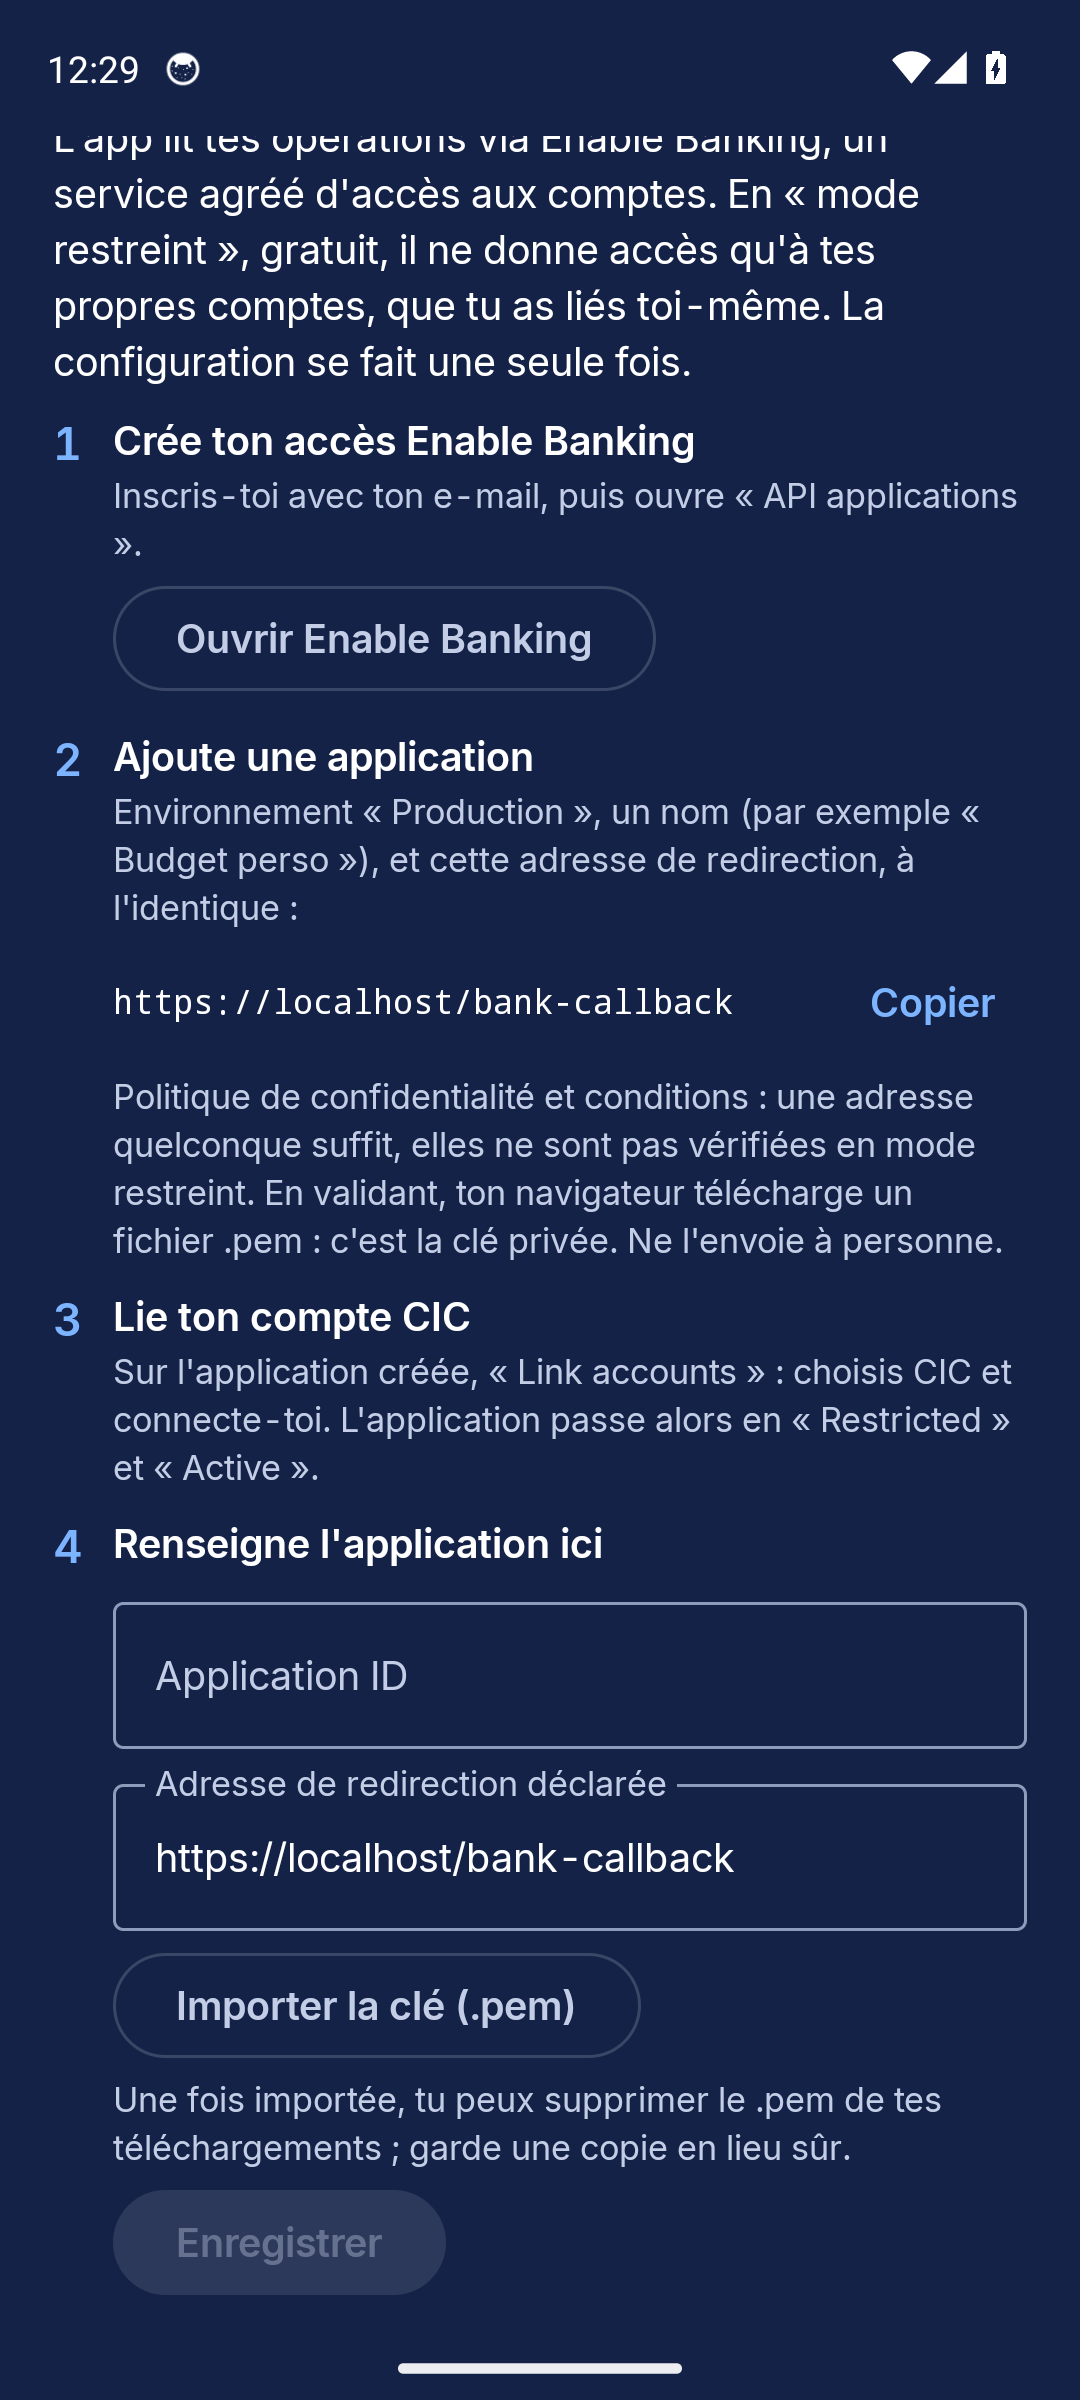 12:29
L'app lit tes opérations via Enable Banking, un
service agréé d'accès aux comptes. En « mode
restreint », gratuit, il ne donne accès qu'à tes
propres comptes, que tu as liés toi-même. La
configuration se fait une seule fois.
1 Crée ton accès Enable Banking
Inscris-toi avec ton e-mail, puis ouvre « API applications
».
Ouvrir Enable Banking
2 Ajoute une application
Environnement « Production », un nom (par exemple «
Budget perso »), et cette adresse de redirection, à
l'identique :
https://localhost/bank-callback Copier
Politique de confidentialité et conditions : une adresse
quelconque suffit, elles ne sont pas vérifiées en mode
restreint. En validant, ton navigateur télécharge un
fichier .pem : c'est la clé privée. Ne l'envoie à personne.
3 Lie ton compte CIC
Sur l'application créée, « Link accounts » : choisis CIC et
connecte-toi. L'application passe alors en « Restricted »
et « Active ».
4 Renseigne l'application ici
Application ID
Adresse de redirection déclarée
https://localhost/bank-callback
Importer la clé (.pem)
Une fois importée, tu peux supprimer le .pem de tes
téléchargements ; garde une copie en lieu sûr.
Enregistrer